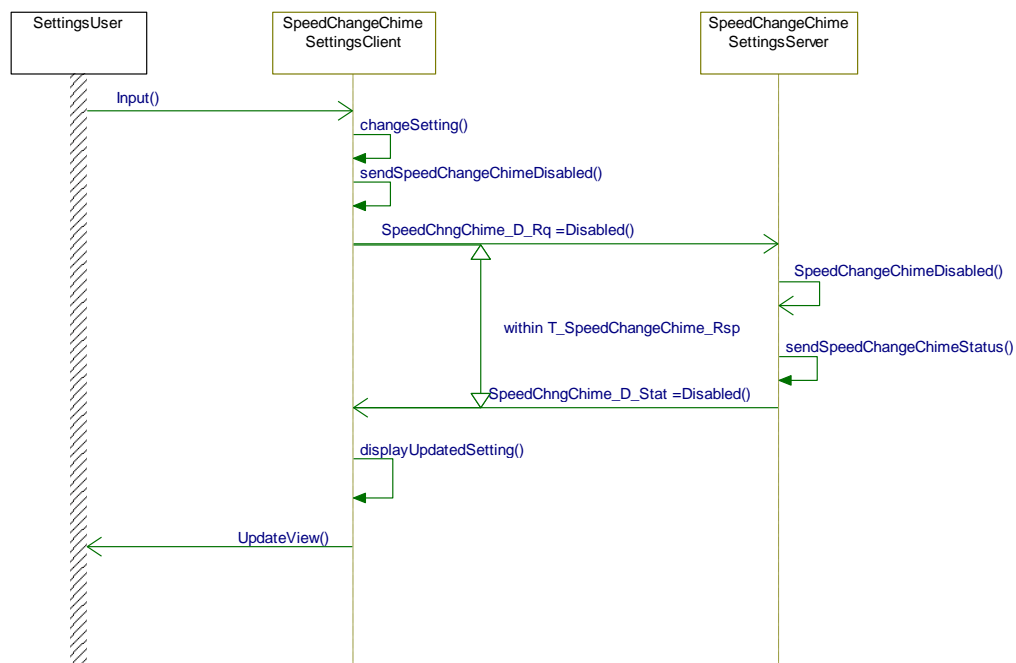 SettingsUser
SpeedChangeChime
SettingsClient
SpeedChangeChime
SettingsServer
Input()
changeSetting()
sendSpeedChangeChimeDisabled()
SpeedChngChime_D_Rq =Disabled()
SpeedChangeChimeDisabled()
within T_SpeedChangeChime_Rsp
sendSpeedChangeChimeStatus()
SpeedChngChime_D_Stat =Disabled()
displayUpdatedSetting()
UpdateView()